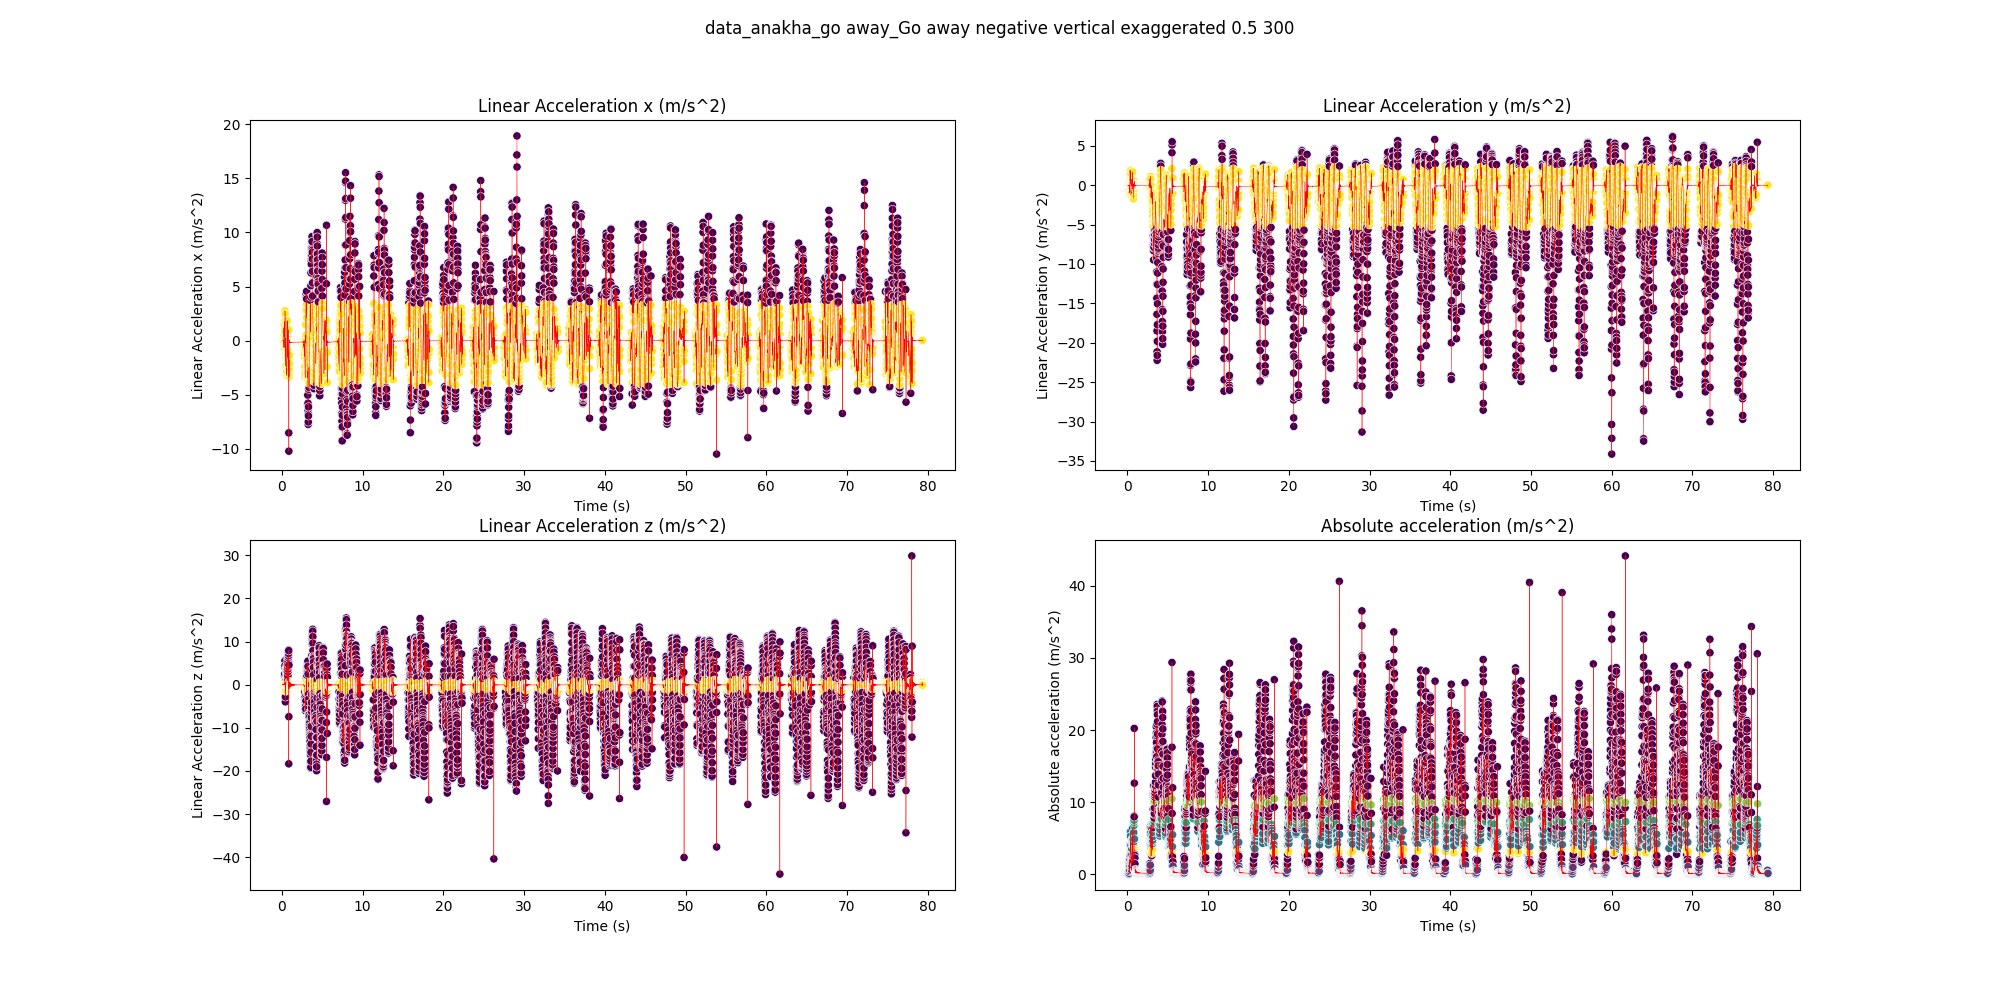 data_anakha_go away_Go away negative vertical exaggerated 0.5 300
Linear Acceleration x (m/s^2)
Linear Acceleration x (m/s^2)
20
15
10
5
0
−5
−10
0 10 20 30 40 50 60 70 80
Time (s)
Linear Acceleration y (m/s^2)
Linear Acceleration y (m/s^2)
5
0
−5
−10
−15
−20
−25
−30
−35
0 10 20 30 40 50 60 70 80
Time (s)
Linear Acceleration z (m/s^2)
Linear Acceleration z (m/s^2)
30
20
10
0
−10
−20
−30
−40
0 10 20 30 40 50 60 70 80
Time (s)
Absolute acceleration (m/s^2)
Absolute acceleration (m/s^2)
40
30
20
10
0
0 10 20 30 40 50 60 70 80
Time (s)